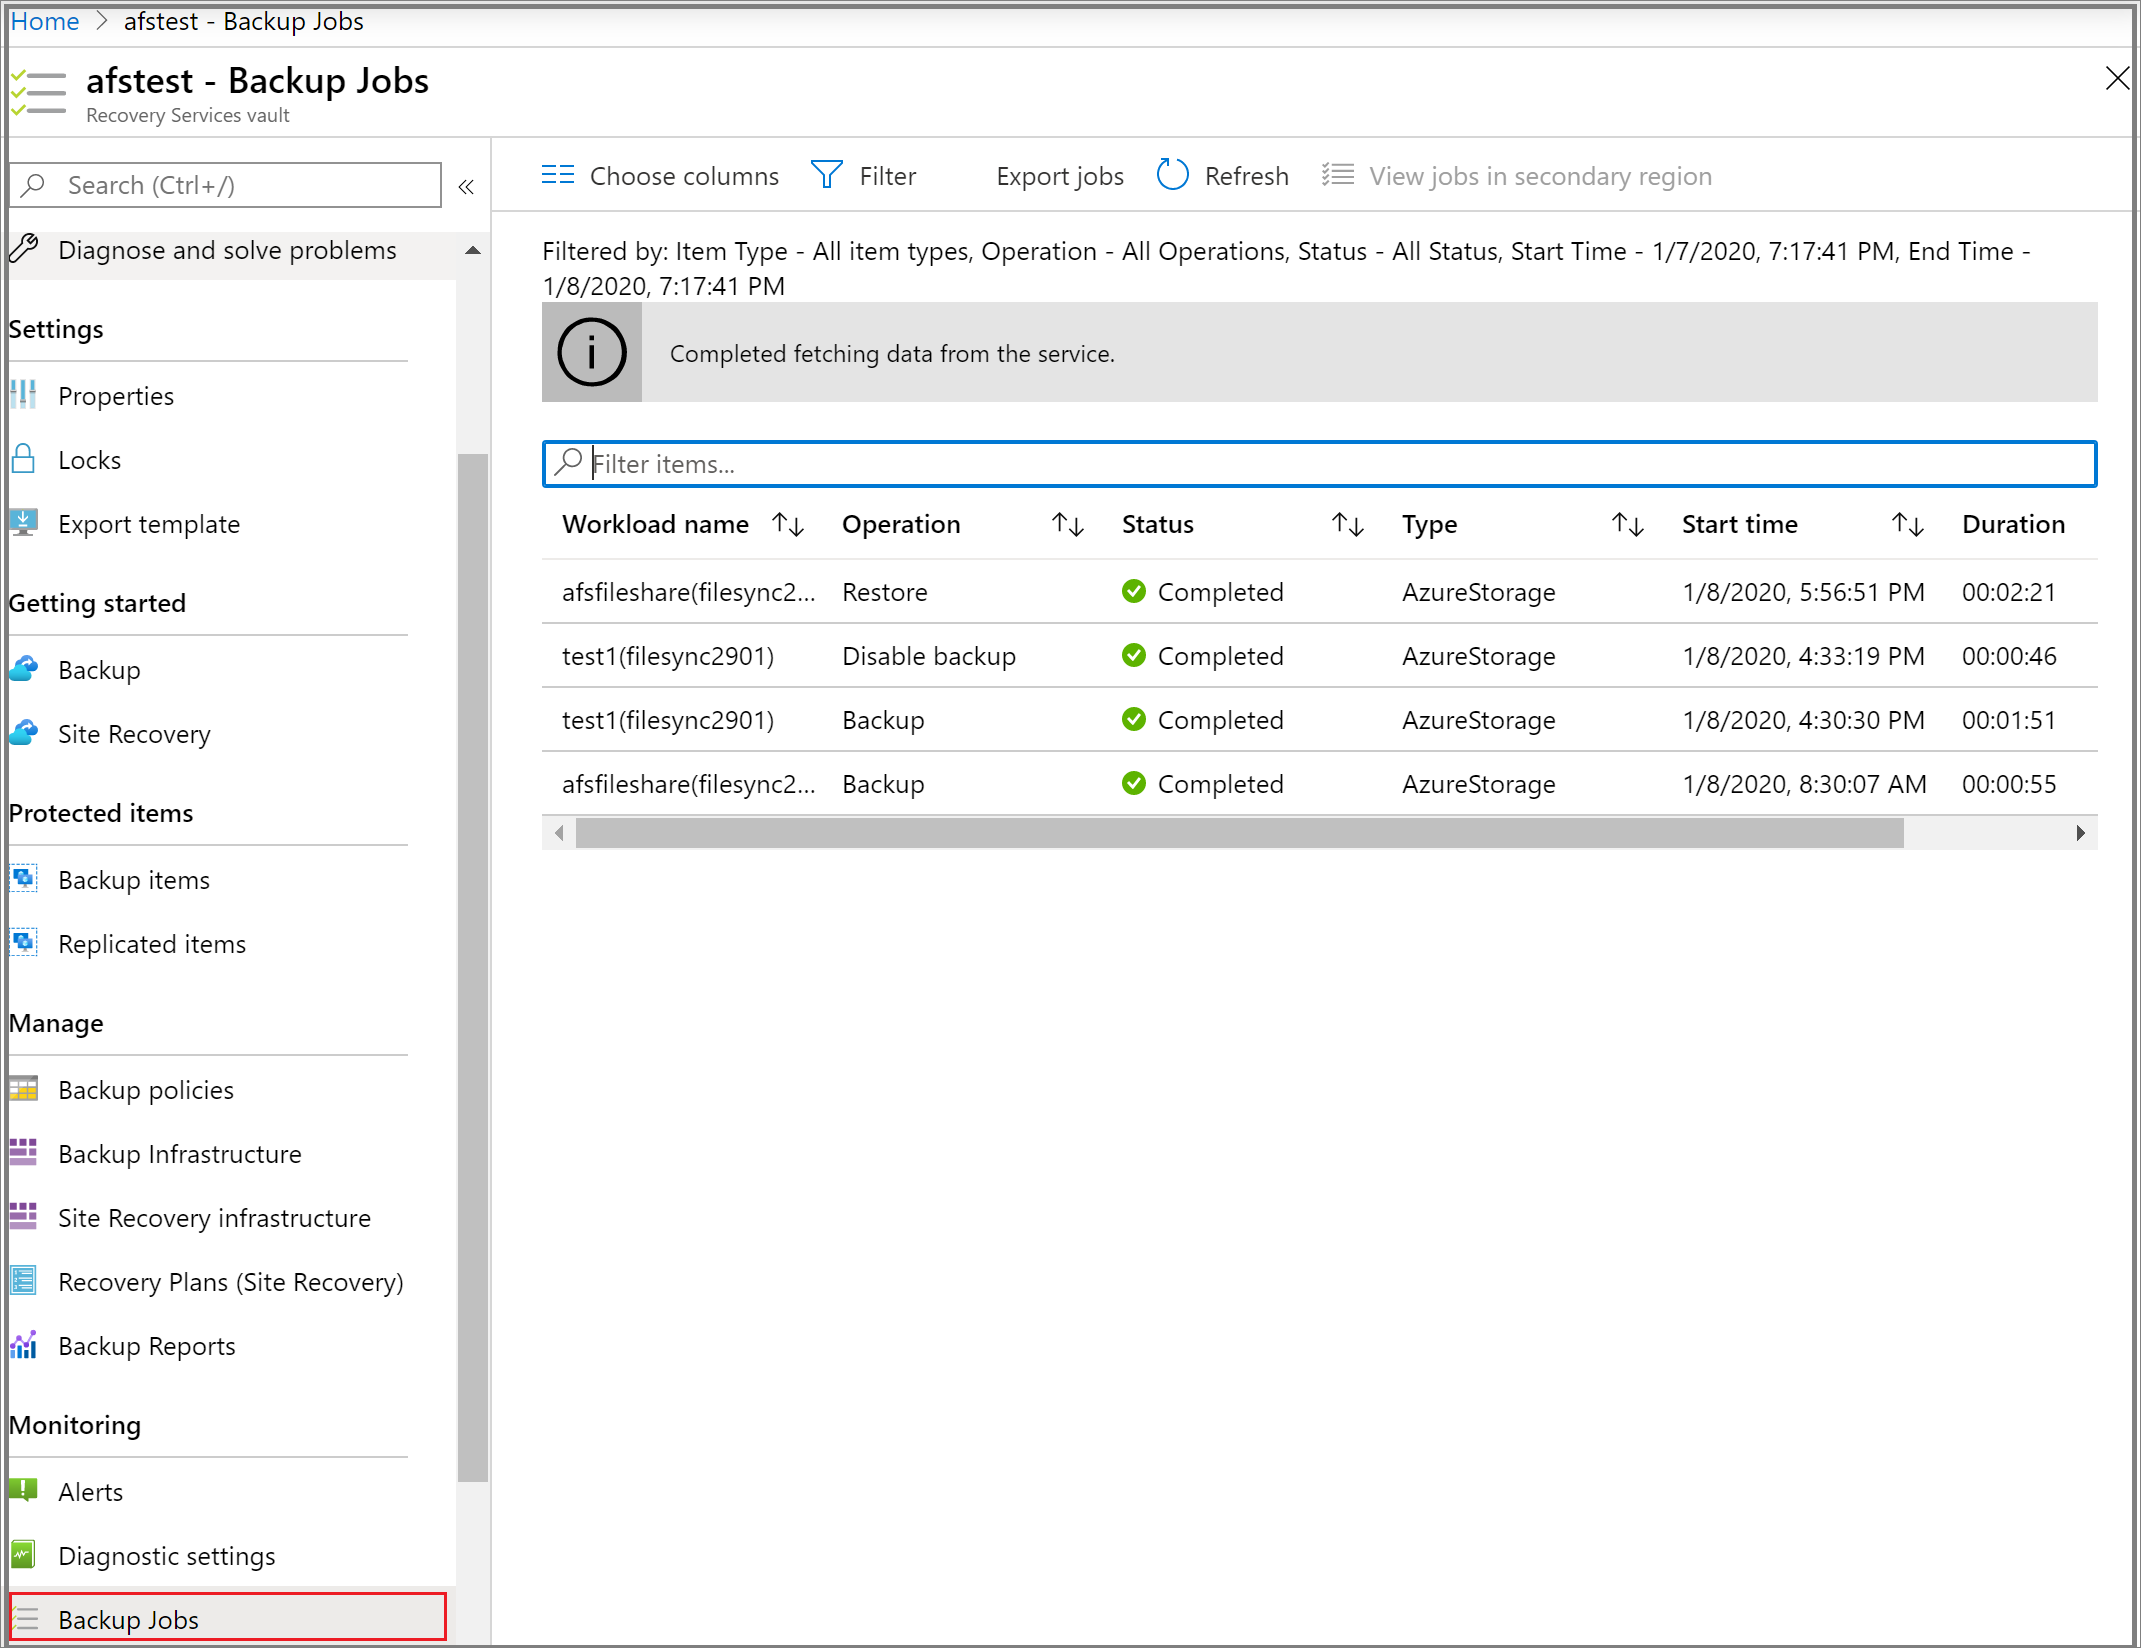 Home > afstest - Backup Jobs
afstest - Backup Jobs
Recovery Services vault
Search (Ctrl+/)
«
Diagnose and solve problems
Settings
Properties
Locks
Export template
Getting started
Backup
Site Recovery
Protected items
Backup items
Replicated items
Manage
Backup policies
Backup Infrastructure
Site Recovery infrastructure
Recovery Plans (Site Recovery)
Backup Reports
Monitoring
Alerts
Diagnostic settings
Backup Jobs
Choose columns Filter Export jobs Refresh View jobs in secondary region
Filtered by: Item Type - All item types, Operation - All Operations, Status - All Status, Start Time - 1/7/2020, 7:17:41 PM, End Time -
1/8/2020, 7:17:41 PM
Completed fetching data from the service.
Filter items...
Workload name Operation Status Type Start time Duration
afsfileshare(filesync2... Restore Completed AzureStorage 1/8/2020, 5:56:51 PM 00:02:21
test1(filesync2901) Disable backup Completed AzureStorage 1/8/2020, 4:33:19 PM 00:00:46
test1(filesync2901) Backup Completed AzureStorage 1/8/2020, 4:30:30 PM 00:01:51
afsfileshare(filesync2... Backup Completed AzureStorage 1/8/2020, 8:30:07 AM 00:00:55